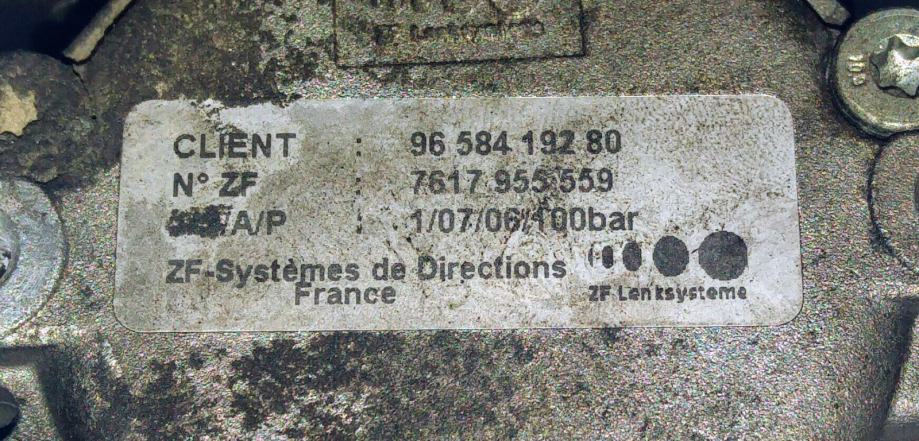 CLIENT : 96 584 192 80
N° ZF : 7617 955 559
/A/P : 1/07/06/100bar
ZF-Systèmes de Directions
France
ZF Lenksysteme